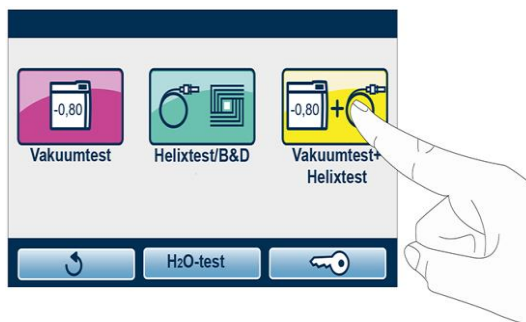 -0,80
-0,80
Vakuumtest
Helixtest/B&D
Vakuumtest+
Helixtest
H2O-test